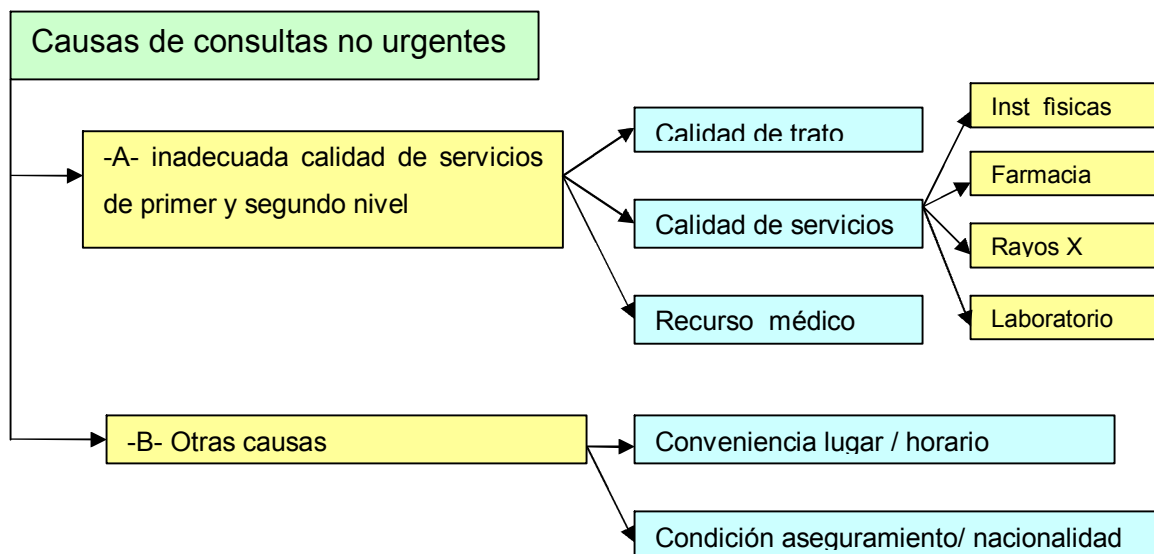 Causas de consultas no urgentes
-A- inadecuada calidad de servicios
de primer y segundo nivel
Calidad de trato
Calidad de servicios
Recurso médico
Inst fisicas
Farmacia
Rayos X
Laboratorio
-B- Otras causas
Conveniencia lugar / horario
Condición aseguramiento/ nacionalidad